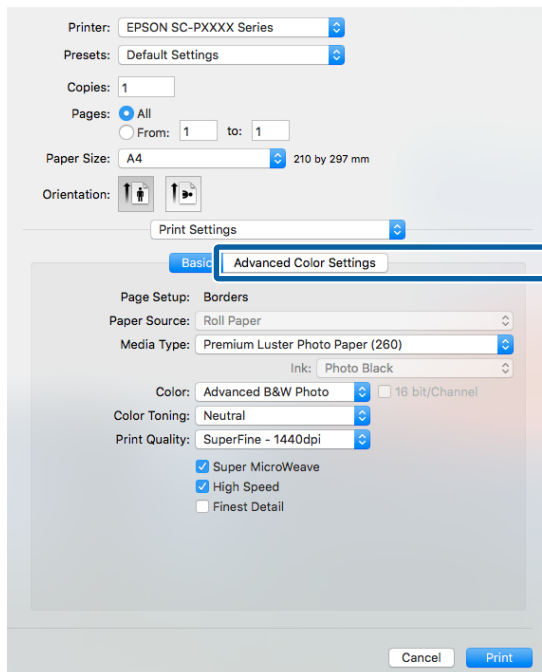 Printer: EPSON SC-PXXXX Series
Presets: Default Settings
Copies: 1
Pages: All
From: 1 to: 1
Paper Size: A4 210 by 297 mm
Orientation:
Print Settings
Basic Advanced Color Settings
Page Setup: Borders
Paper Source: Roll Paper
Media Type: Premium Luster Photo Paper (260)
Ink: Photo Black
Color: Advanced B&W Photo 16 bit/Channel
Color Toning: Neutral
Print Quality: SuperFine - 1440dpi
Super MicroWeave
High Speed
Finest Detail
Cancel Print